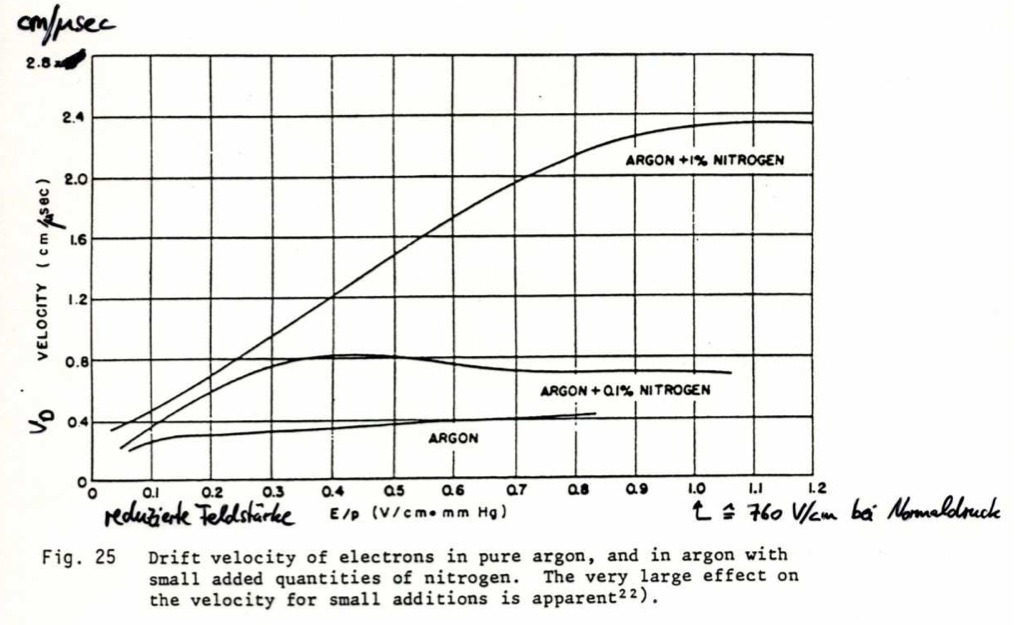 cm/µsec
2.8
2.4
2.0
1.6
1.2
0.8
0.4
0
VD VELOCITY (cm/µsec)
ARGON +1% NITROGEN
ARGON + 0.1% NITROGEN
ARGON
0 0.1 0.2 0.3 0.4 0.5 0.6 0.7 0.8 0.9 1.0 1.1 1.2
reduzierte Feldstärke E/p (V/cm• mm Hg) ≙ 760 V/cm bei Normaldruck
Fig. 25 Drift velocity of electrons in pure argon, and in argon with
small added quantities of nitrogen. The very large effect on
the velocity for small additions is apparent²²).